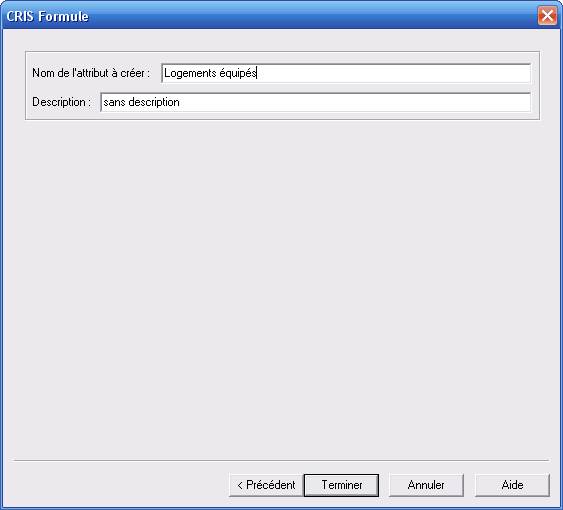 CRIS Formule
Nom de l'attribut à créer : Logements équipés
Description : sans description
< Précédent Terminer Annuler Aide